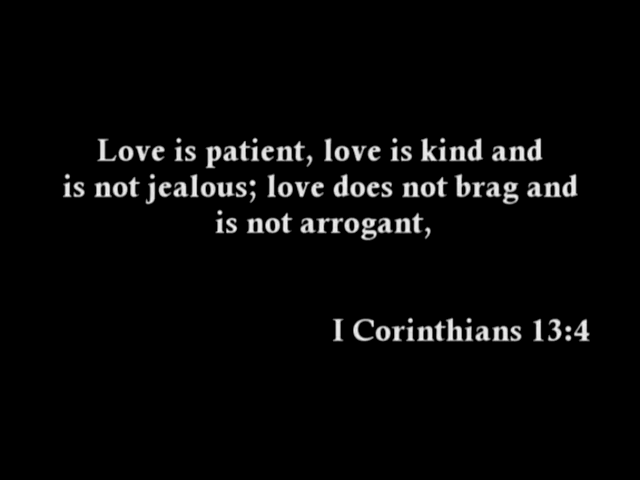 Love is patient, love is kind and
is not jealous; love does not brag and
is not arrogant,
I Corinthians 13:4